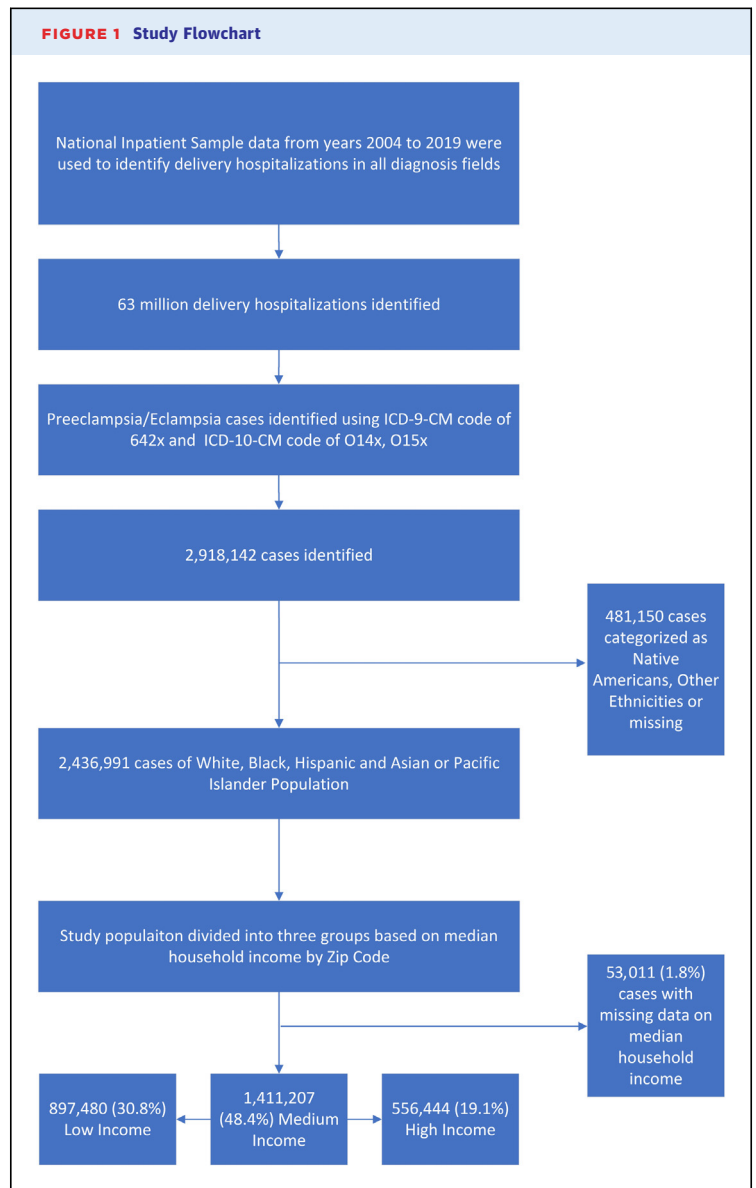 FIGURE 1 Study Flowchart
National Inpatient Sample data from years 2004 to 2019 were
used to identify delivery hospitalizations in all diagnosis fields
63 million delivery hospitalizations identified
Preeclampsia/Eclampsia cases identified using ICD-9-CM code of
642x and ICD-10-CM code of O14x, O15x
2,918,142 cases identified
481,150 cases
categorized as
Native
Americans, Other
Ethnicities or
missing
2,436,991 cases of White, Black, Hispanic and Asian or Pacific
Islander Population
Study populaiton divided into three groups based on median
household income by Zip Code
53,011 (1.8%)
cases with
missing data on
median
household
income
897,480 (30.8%)
Low Income
1,411,207
(48.4%) Medium
Income
556,444 (19.1%)
High Income